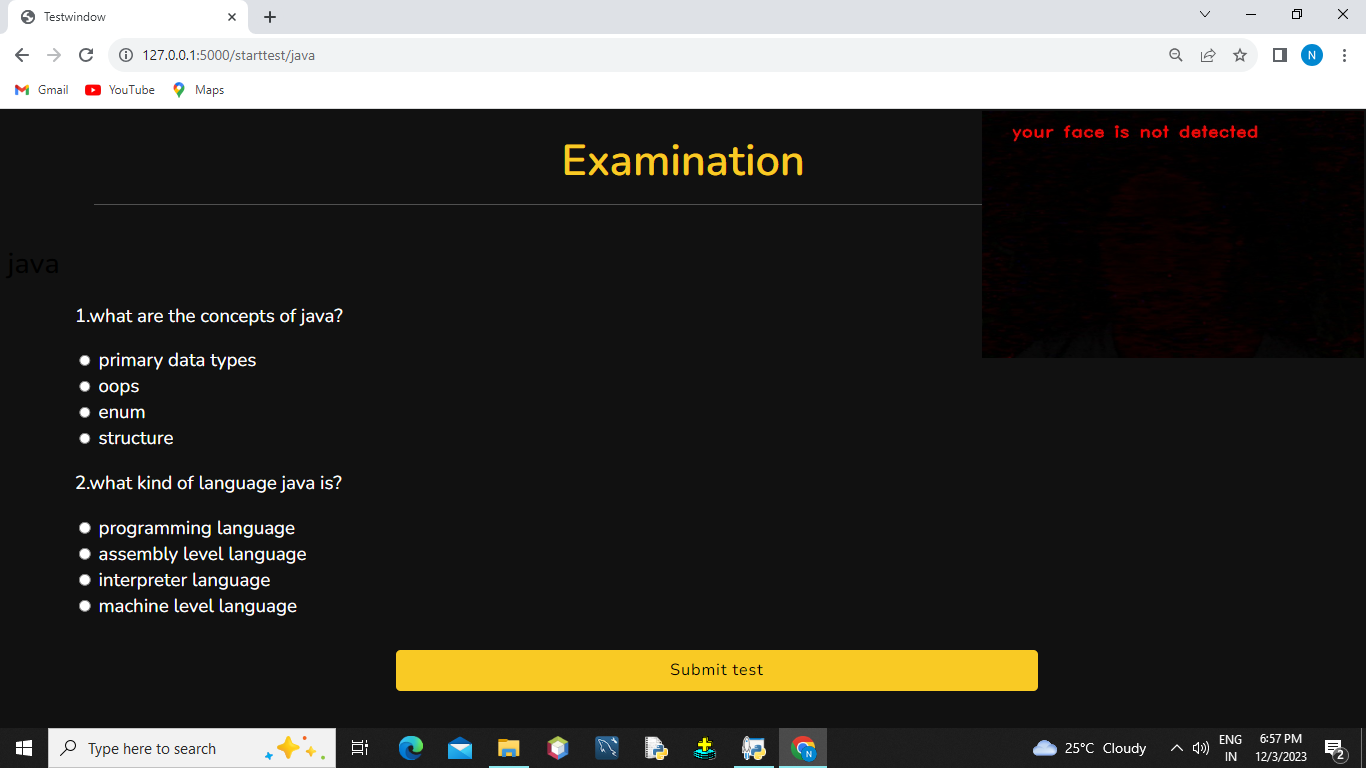 Testwindow
127.0.0.1:5000/starttest/java
N
Gmail YouTube Maps
your face is not detected
Examination
java
1.what are the concepts of java?
primary data types
oops
enum
structure
2.what kind of language java is?
programming language
assembly level language
interpreter language
machine level language
Submit test
Type here to search
N
25°C Cloudy
ENG
IN
6:57 PM
12/3/2023
2